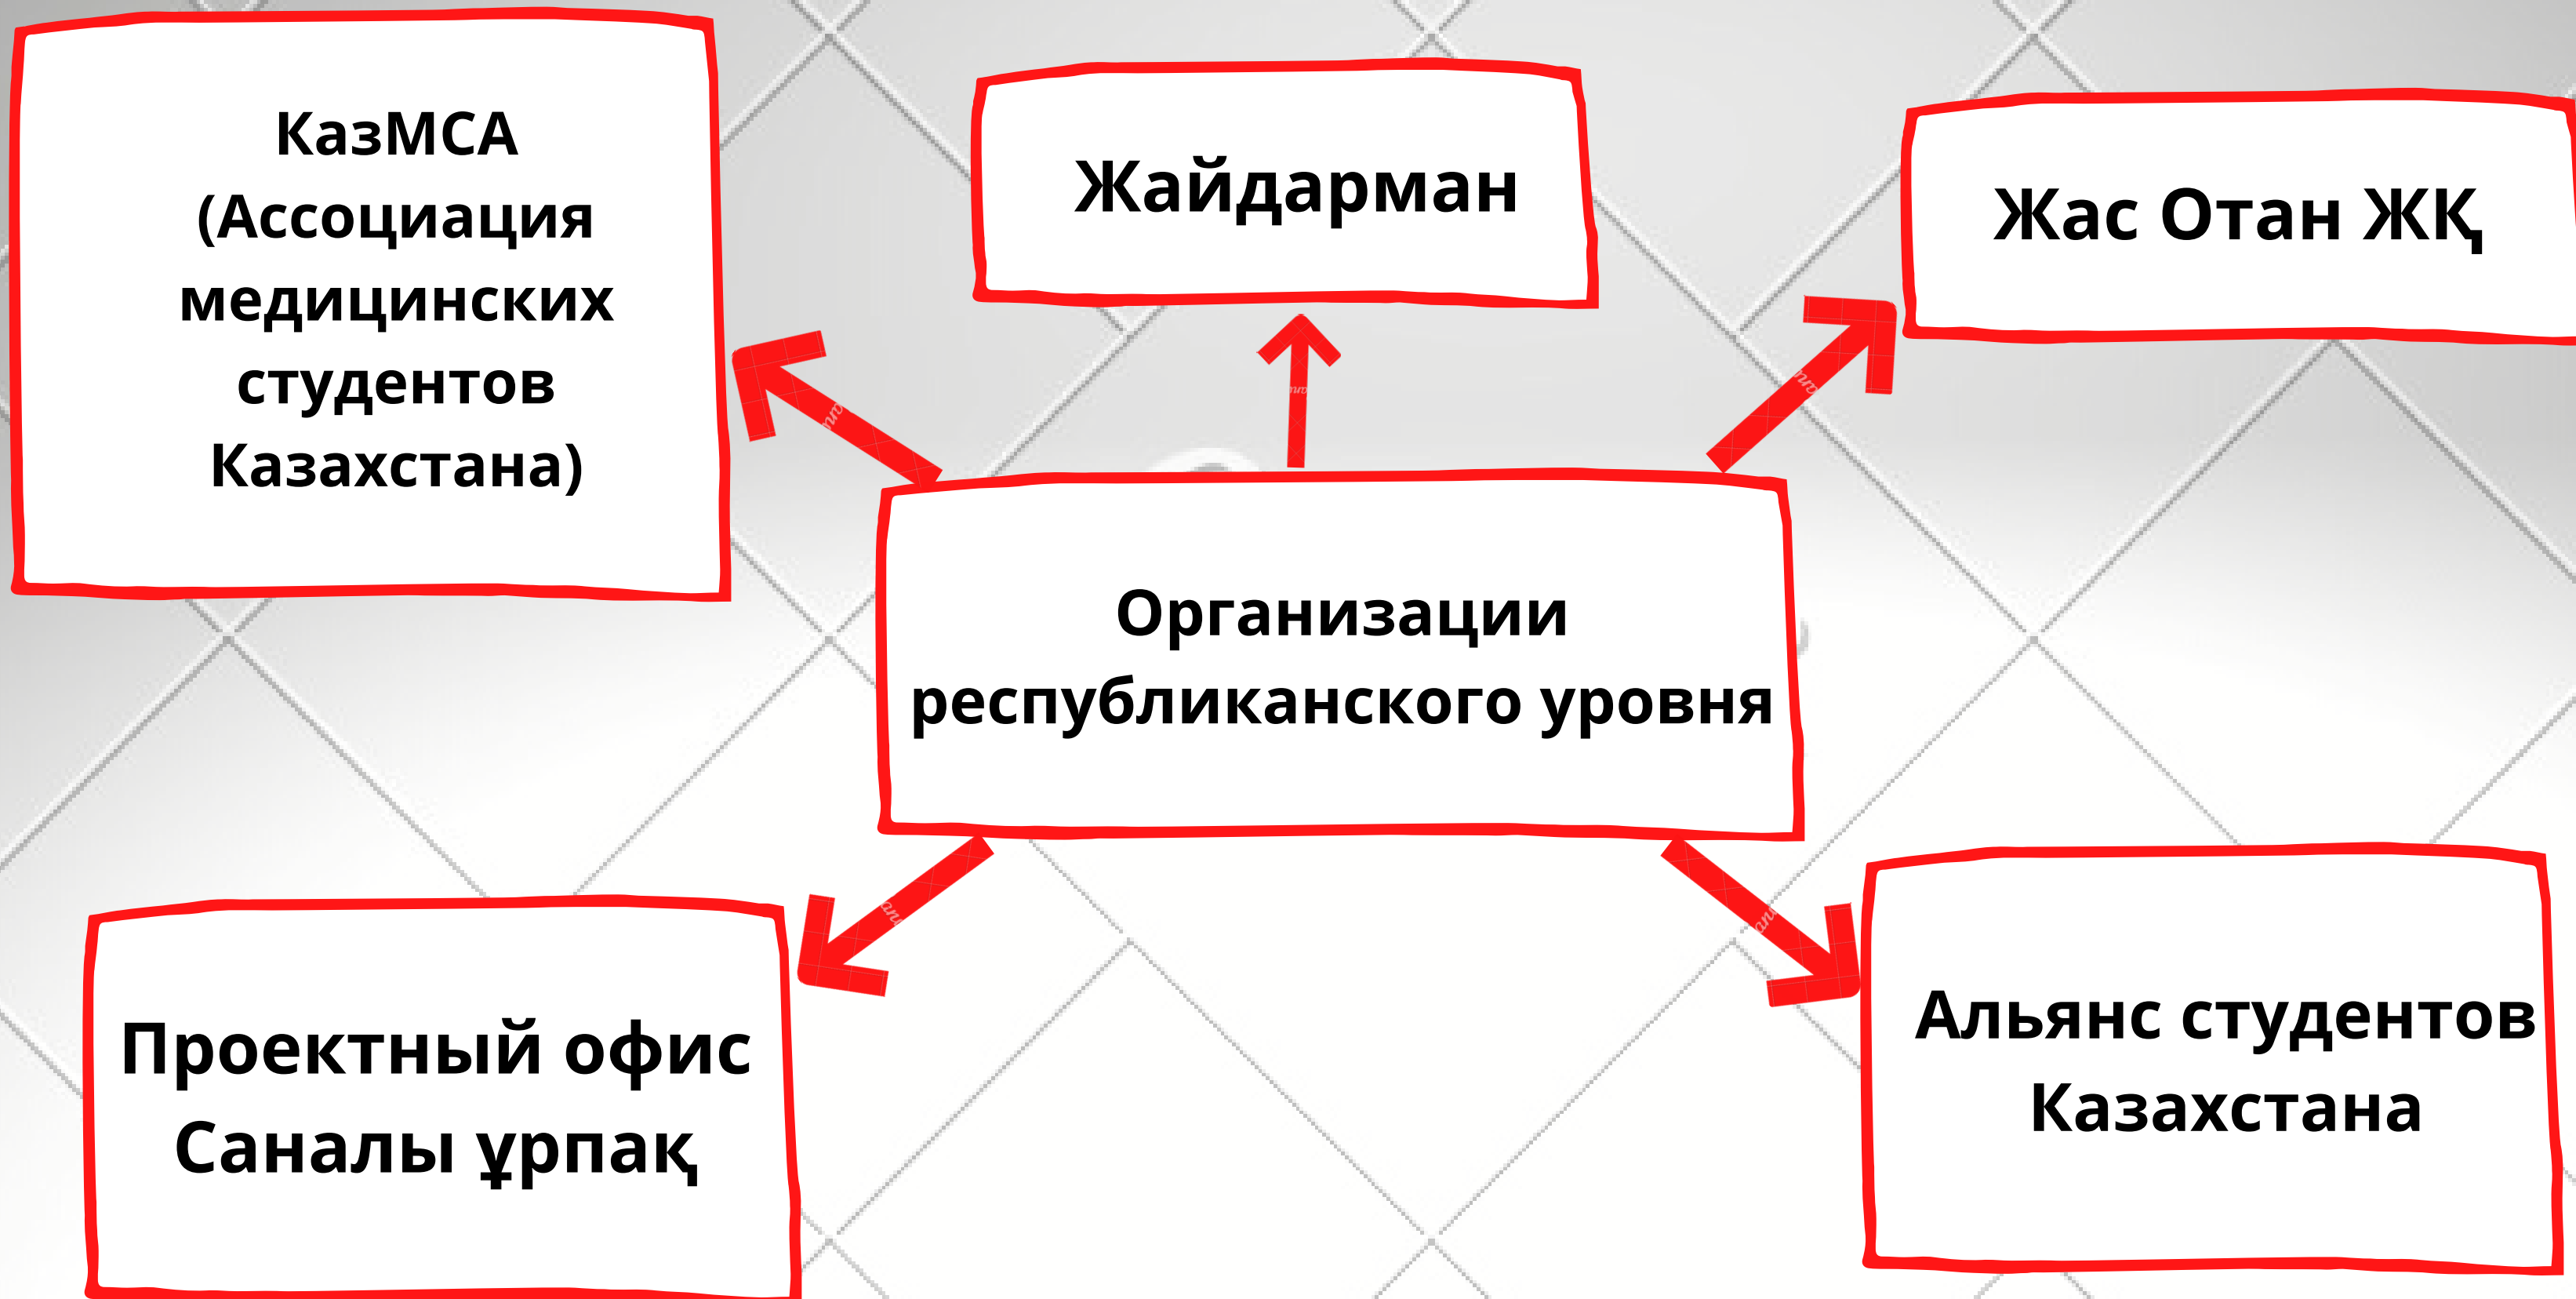 КазМСА
(Ассоциация
медицинских
студентов
Казахстана)
Жайдарман
Жас Отан ЖҚ
Организации
республиканского уровня
Проектный офис
Саналы ұрпақ
Альянс студентов
Казахстана